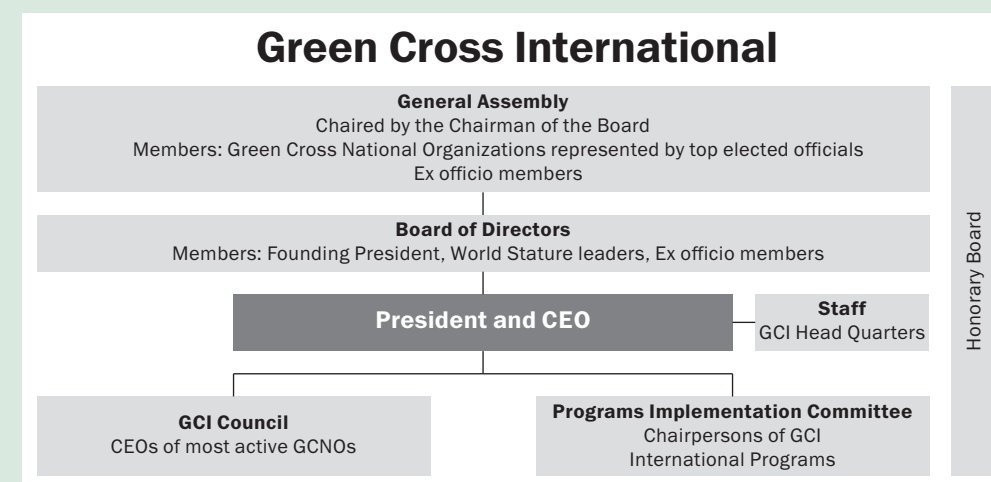 Green Cross International
General Assembly
Chaired by the Chairman of the Board
Members: Green Cross National Organizations represented by top elected officials
Ex officio members
Board of Directors
Members: Founding President, World Stature leaders, Ex officio members
President and CEO
Staff
GCI Head Quarters
GCI Council
CEOs of most active GCNOs
Programs Implementation Committee
Chairpersons of GCI
International Programs
Honorary Board